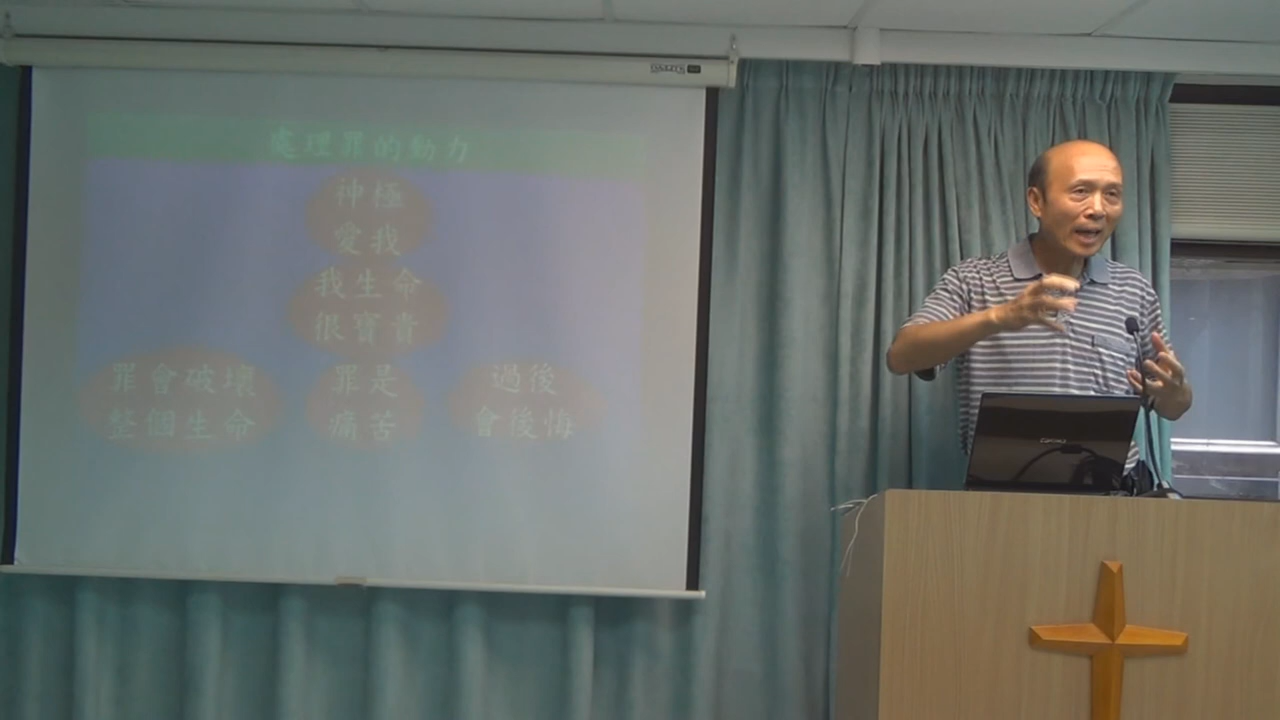 處理罪的動力
神極
愛我
我生命
很寶貴
罪會破壞
整個生命
罪是
痛苦
過後
會後悔